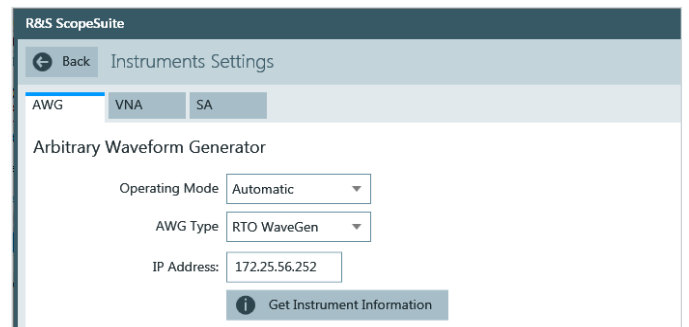 R&S ScopeSuite
Back Instruments Settings
AWG VNA SA
Arbitrary Waveform Generator
Operating Mode Automatic
AWG Type RTO WaveGen
IP Address: 172.25.56.252
Get Instrument Information